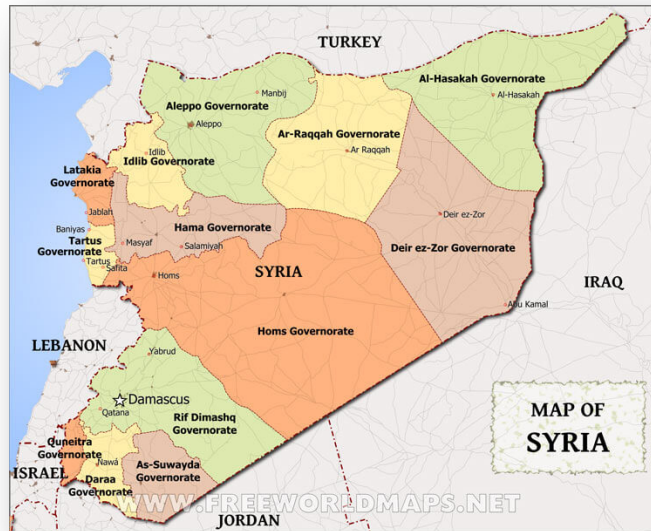 TURKEY
Al-Hasakah Governorate
Al-Hasakah
Manbij
Aleppo Governorate
Aleppo
Ar-Raqqah Governorate
Ar Raqqah
Idlib
Idlib Governorate
Latakia
Governorate
Jablah
Baniyas
Tartus
Governorate
Tartus
Safita
Hama Governorate
Masyaf
Salamiyah
Deir ez-Zor
Deir ez-Zor Governorate
SYRIA
Homs
Homs Governorate
Abu Kamal
IRAQ
LEBANON
Yabrud
Damascus
Qatana
Rif Dimashq
Governorate
Quneitra
Governorate
Nawá
Daraa
Governorate
As-Suwayda
Governorate
ISRAEL
JORDAN
MAP OF
SYRIA
WWW.FREEWORLDMAPS.NET